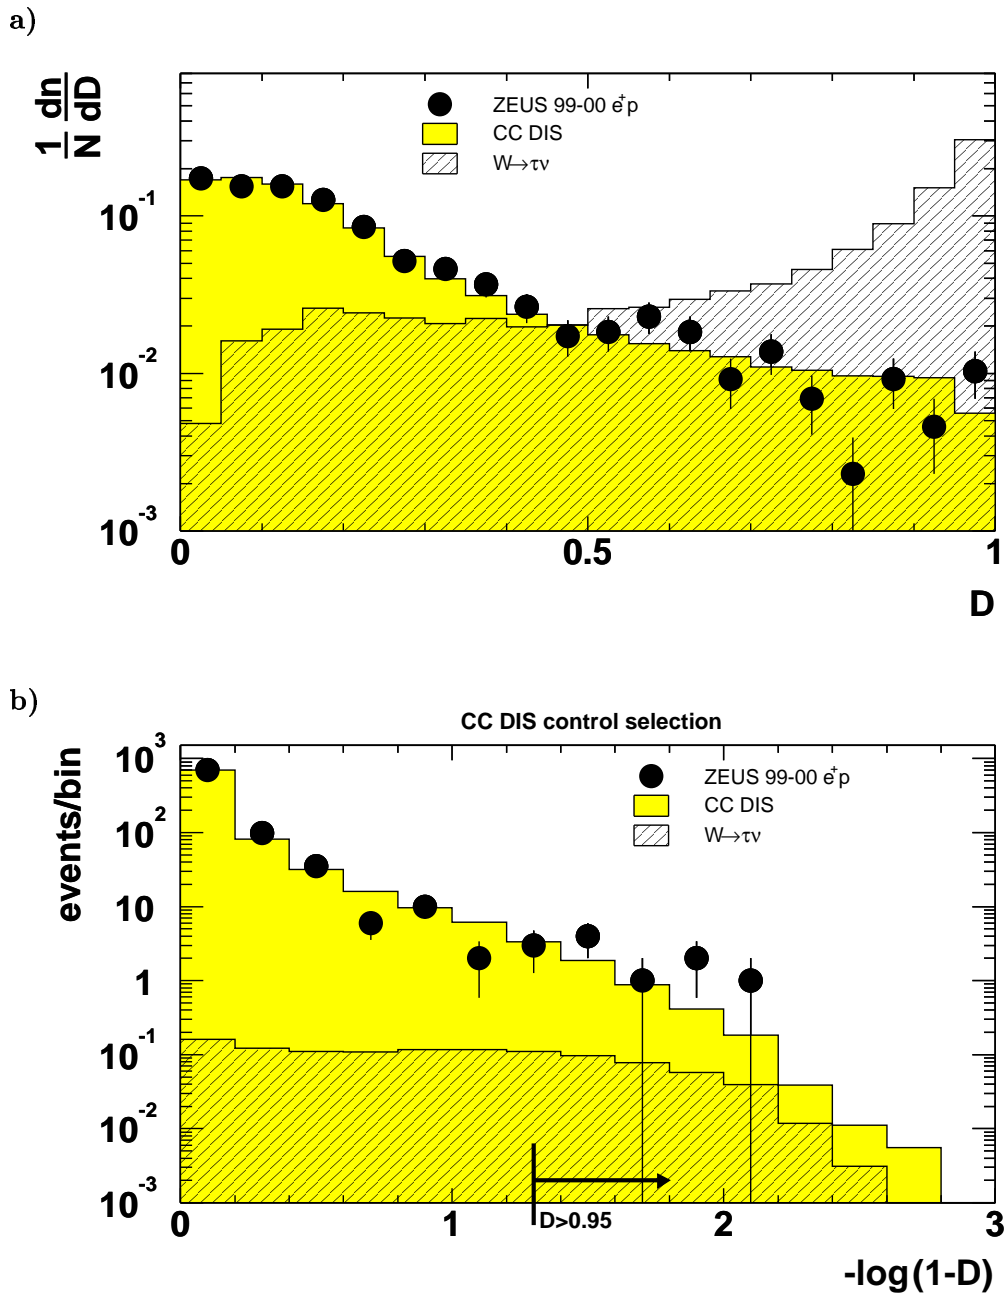 a)
1 dn
N dD
ZEUS 99-00 e⁺p
CC DIS
W→τν
10⁻¹
10⁻²
10⁻³
0 0.5 1
D
b)
CC DIS control selection
events/bin
ZEUS 99-00 e⁺p
CC DIS
W→τν
10³
10²
10
1
10⁻¹
10⁻²
10⁻³
D>0.95
0 1 2 3
-log(1-D)